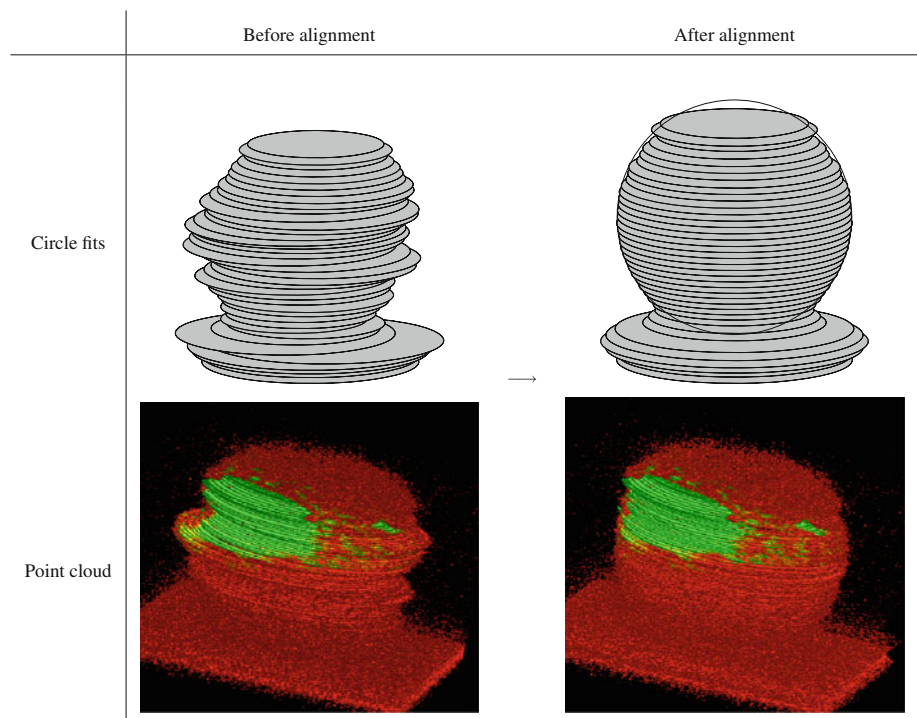 Before alignment
After alignment
Circle fits
→
Point cloud